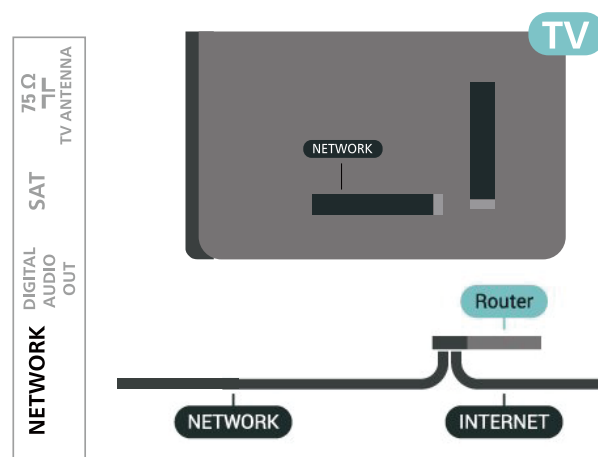 TV
75 Ω
TV ANTENNA
SAT
DIGITAL
AUDIO
OUT
NETWORK
NETWORK
Router
NETWORK
INTERNET